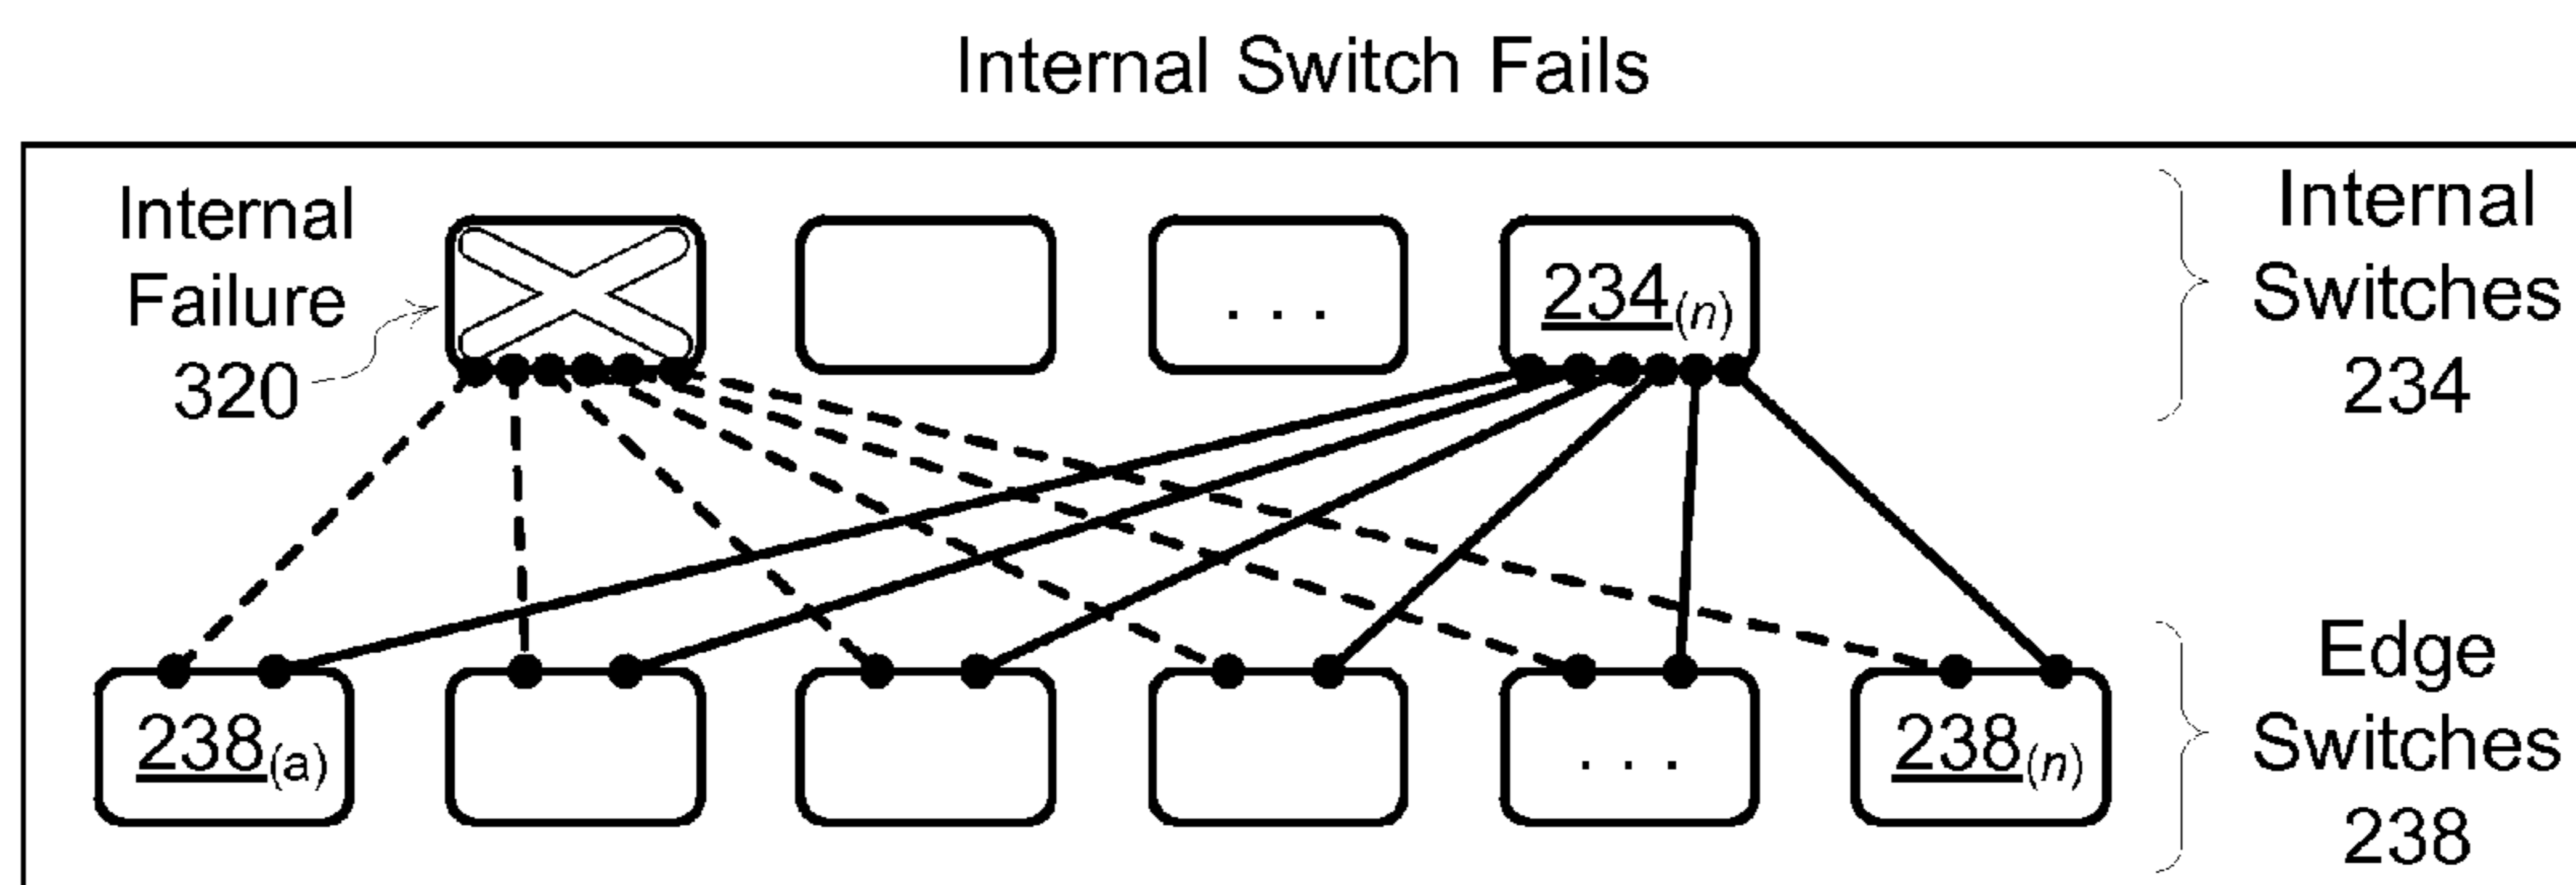 Internal Switch Fails
Internal
Failure
320
. . .
234(n)
Internal
Switches
234
238(a)
. . .
238(n)
Edge
Switches
238